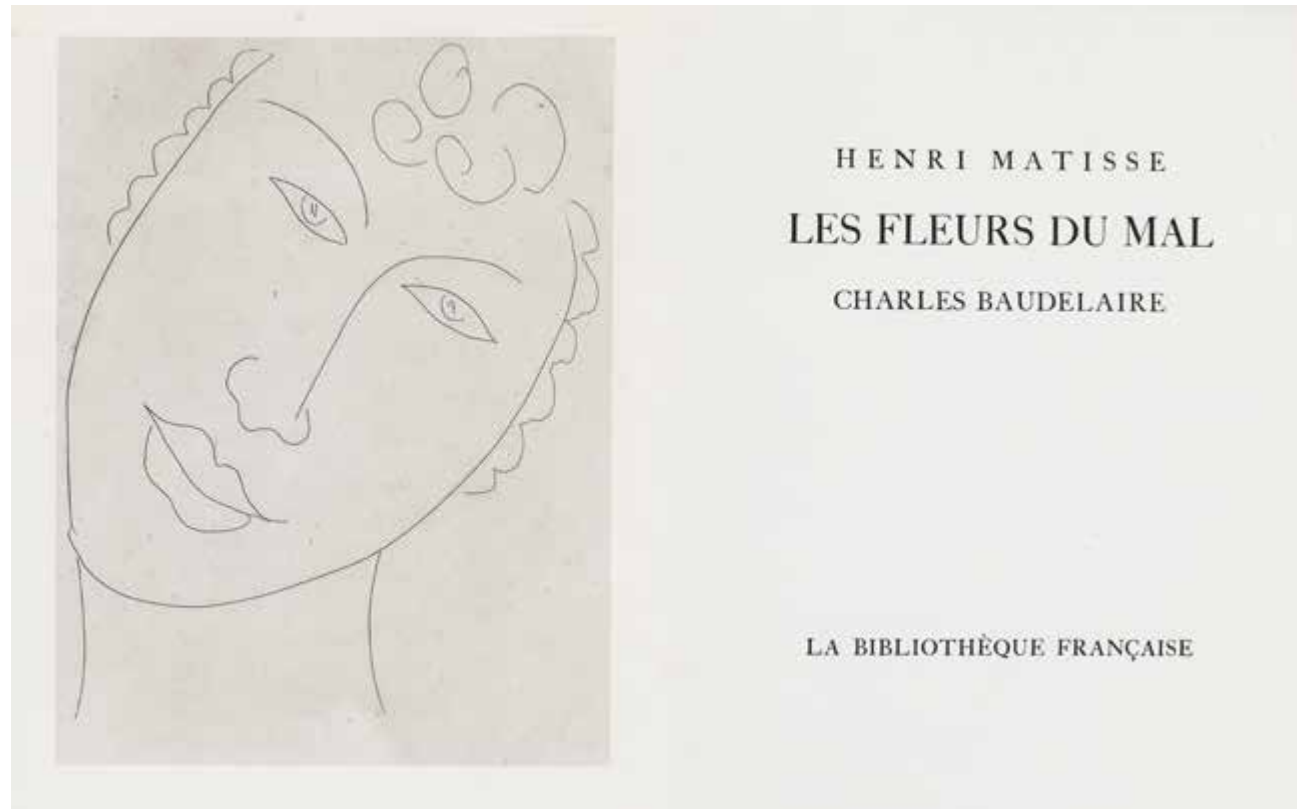 HENRI MATISSE
LES FLEURS DU MAL
CHARLES BAUDELAIRE
LA BIBLIOTHÈQUE FRANÇAISE